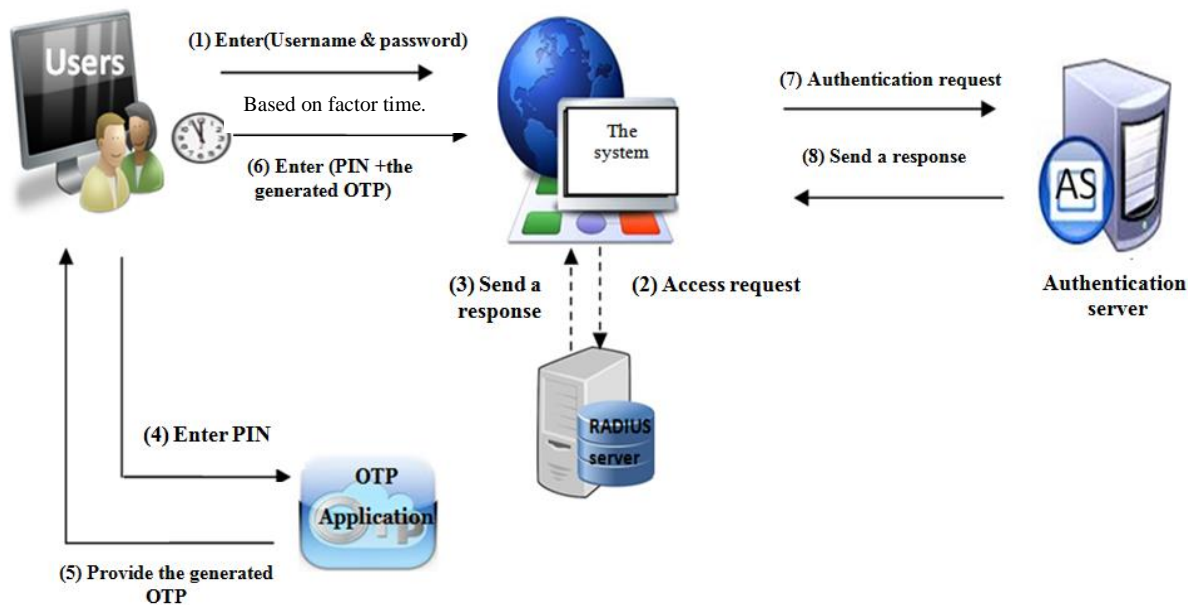 Users
(1) Enter(Username & password)
Based on factor time.
(6) Enter (PIN +the
generated OTP)
The
system
(7) Authentication request
(8) Send a response
AS
Authentication
server
(3) Send a
response
(2) Access request
RADIUS
server
(4) Enter PIN
OTP
Application
OTP
(5) Provide the generated
OTP